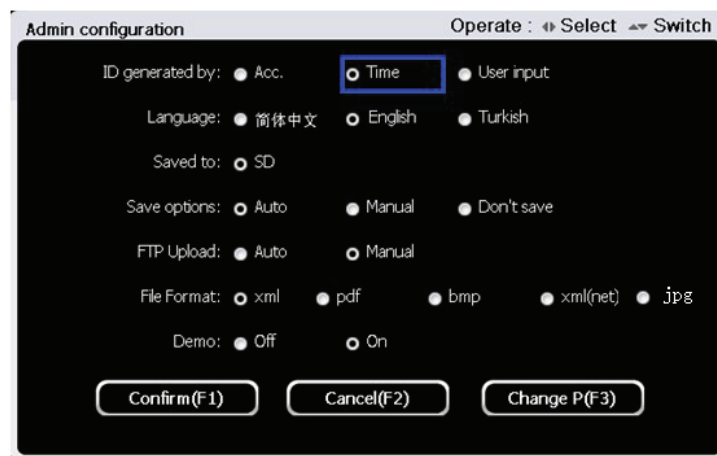 Admin configuration Operate : Select Switch
ID generated by: Acc. Time User input
Language: 简体中文 English Turkish
Saved to: SD
Save options: Auto Manual Don't save
FTP Upload: Auto Manual
File Format: xml pdf bmp xml(net) jpg
Demo: Off On
Confirm(F1) Cancel(F2) Change P(F3)